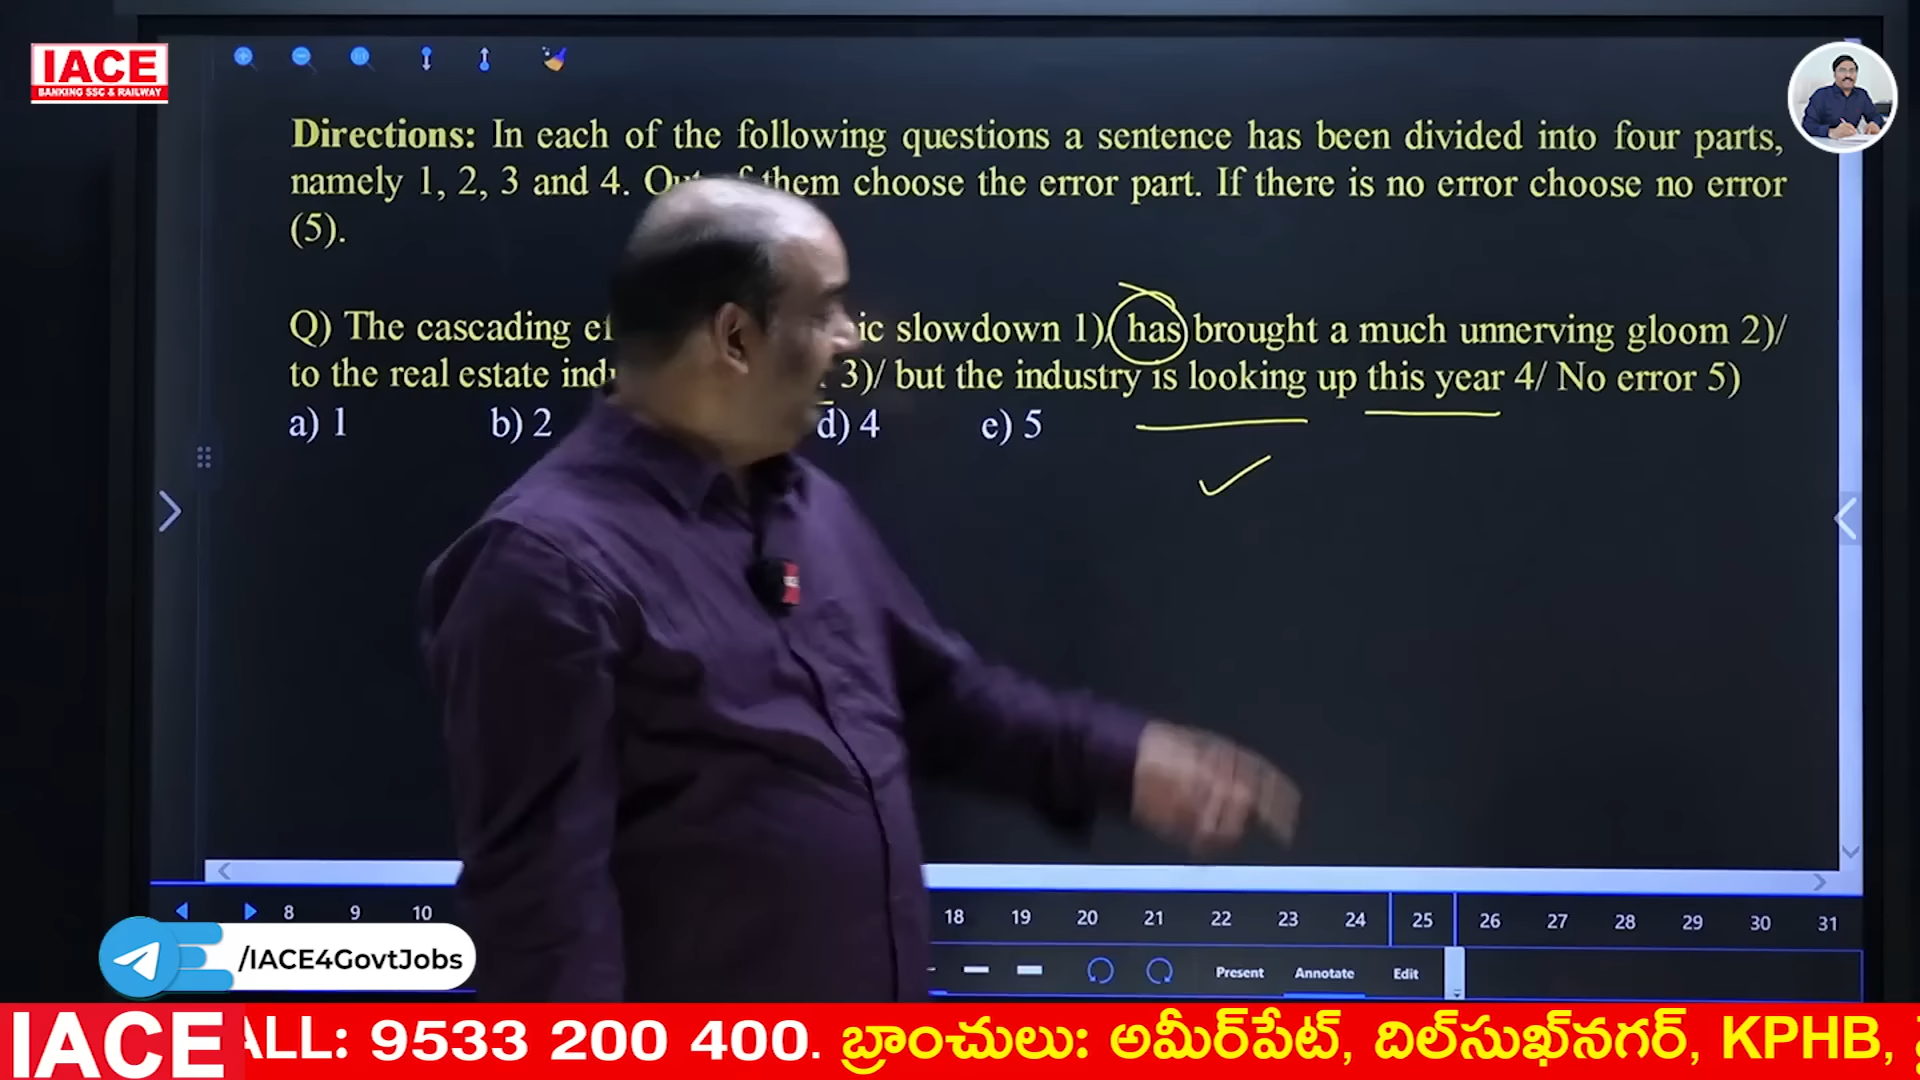 IACE
BANKING SSC & RAILWAY
Directions: In each of the following questions a sentence has been divided into four parts,
namely 1, 2, 3 and 4. Out of them choose the error part. If there is no error choose no error
(5).
Q) The cascading slowdown 1)/ has brought a much unnerving gloom 2)/
to the real estate 3)/ but the industry is looking up this year 4/ No error 5)
a) 1 b) 2 d) 4 e) 5
8 9 10 18 19 20 21 22 23 24 25 26 27 28 29 30 31
/IACE4GovtJobs
Present Annotate Edit
IACE ALL: 9533 200 400. బ్రాంచులు: అమీర్‌పేట్, దిల్‌సుఖ్‌నగర్, KPHB,